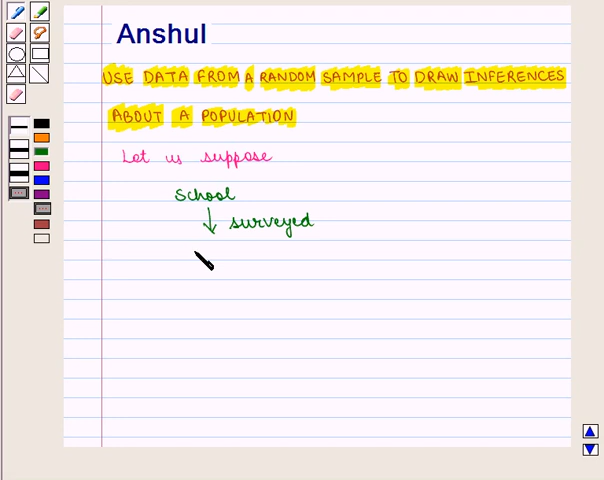 Anshul
USE DATA FROM A RANDOM SAMPLE TO DRAW INFERENCES
ABOUT A POPULATION
Let us suppose
School
surveyed